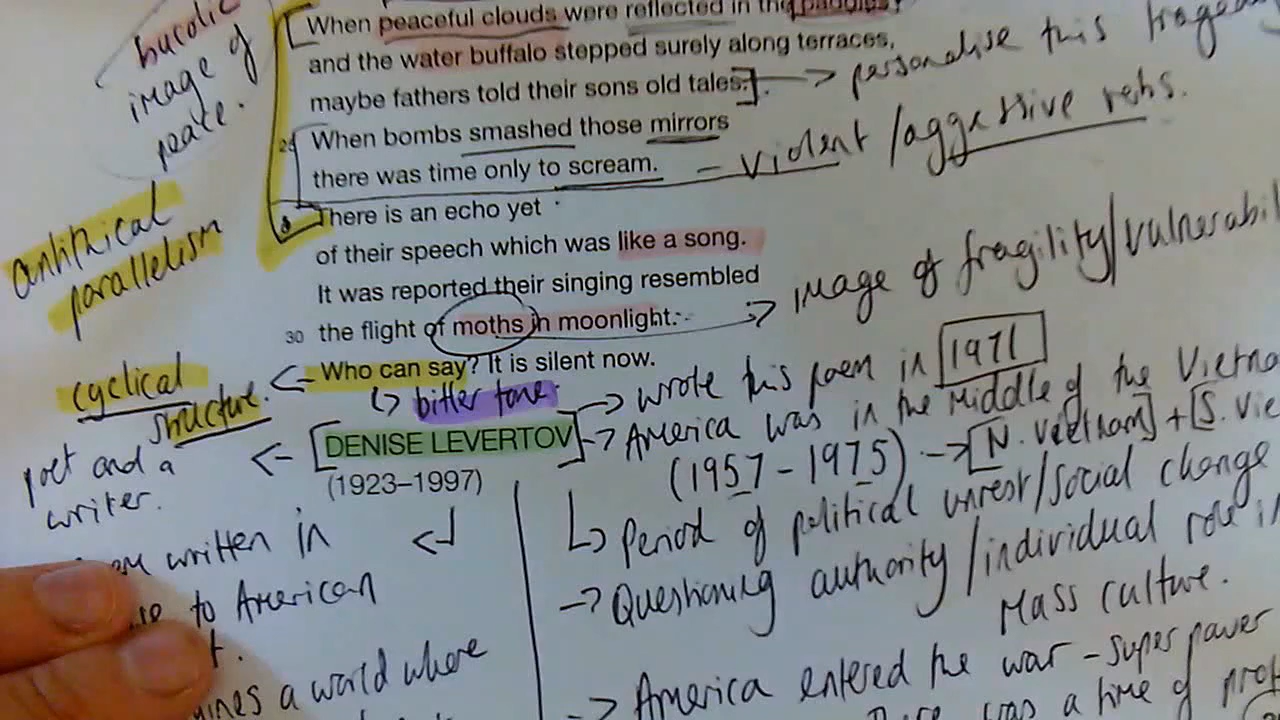 bucolic
image of
peace.
When peaceful clouds were reflected in the paddies
and the water buffalo stepped surely along terraces,
maybe fathers told their sons old tales.
-> personalise this
When bombs smashed those mirrors
there was time only to scream.
- violent /aggressive
antithical
parallelism
There is an echo yet
of their speech which was like a song.
It was reported their singing resembled
30 the flight of moths in moonlight.
-> image of fragility/
Who can say? It is silent now.
cyclical
structure.
bitter tone
DENISE LEVERTOV
(1923–1997)
poet and a
writer.
-> wrote this poem in 1971
-> America was in the middle of the
(1957 - 1975) -> [N. Vietnam] + [S.
Period of political unrest/social change
-> Questioning authority/individual role in
Mass culture.
-> America entered the war - super power
was a time of
written in
to American
a world where